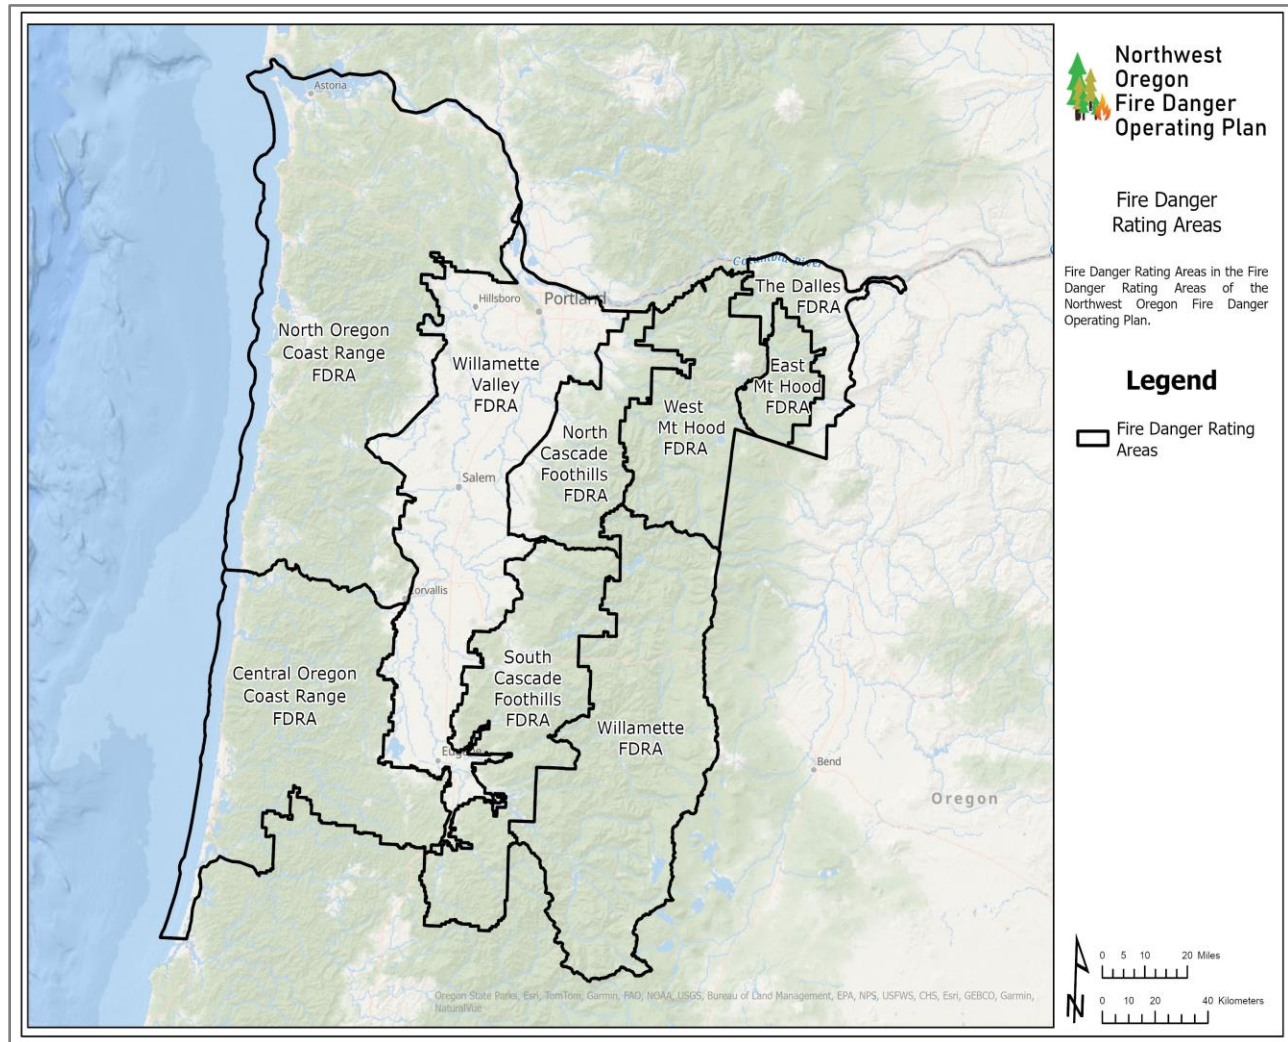 Astoria
Columbia River
Hillsboro
Portland
The Dalles
FDRA
North Oregon
Coast Range
FDRA
Willamette
Valley
FDRA
East
Mt Hood
FDRA
West
Mt Hood
FDRA
North
Cascade
Foothills
FDRA
Salem
Corvallis
Central Oregon
Coast Range
FDRA
South
Cascade
Foothills
FDRA
Willamette
FDRA
Eugene
Bend
Oregon
Oregon State Parks, Esri, TomTom, Garmin, FAO, NOAA, USGS, Bureau of Land Management, EPA, NPS, USFWS, CHS, Esri, GEBCO, Garmin,
NaturalVue
Northwest
Oregon
Fire Danger
Operating Plan
Fire Danger
Rating Areas
Fire Danger Rating Areas in the Fire
Danger Rating Areas of the
Northwest Oregon Fire Danger
Operating Plan.
Legend
Fire Danger Rating
Areas
N
0 5 10 20 Miles
0 10 20 40 Kilometers